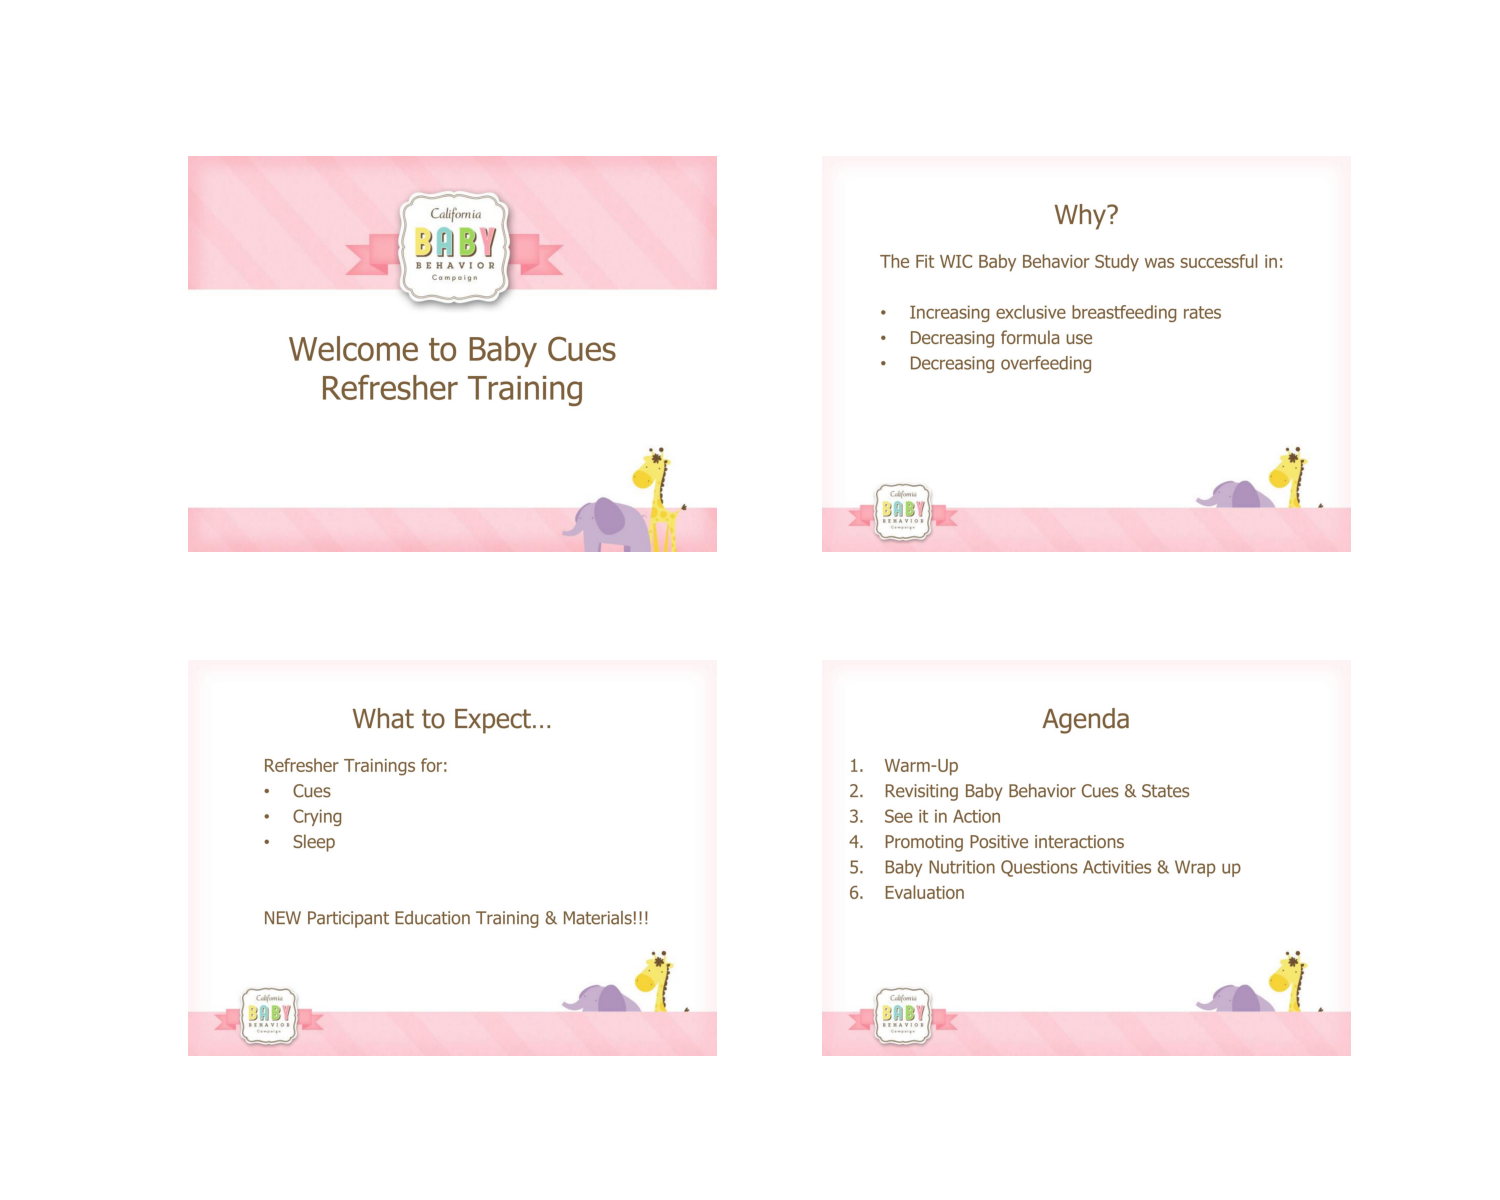 California
BABY
BEHAVIOR
Campaign
Welcome to Baby Cues
Refresher Training
Why?
The Fit WIC Baby Behavior Study was successful in:
• Increasing exclusive breastfeeding rates
• Decreasing formula use
• Decreasing overfeeding
California
BABY
BEHAVIOR
Campaign
What to Expect...
Refresher Trainings for:
• Cues
• Crying
• Sleep
NEW Participant Education Training & Materials!!!
California
BABY
BEHAVIOR
Campaign
Agenda
1. Warm-Up
2. Revisiting Baby Behavior Cues & States
3. See it in Action
4. Promoting Positive interactions
5. Baby Nutrition Questions Activities & Wrap up
6. Evaluation
California
BABY
BEHAVIOR
Campaign